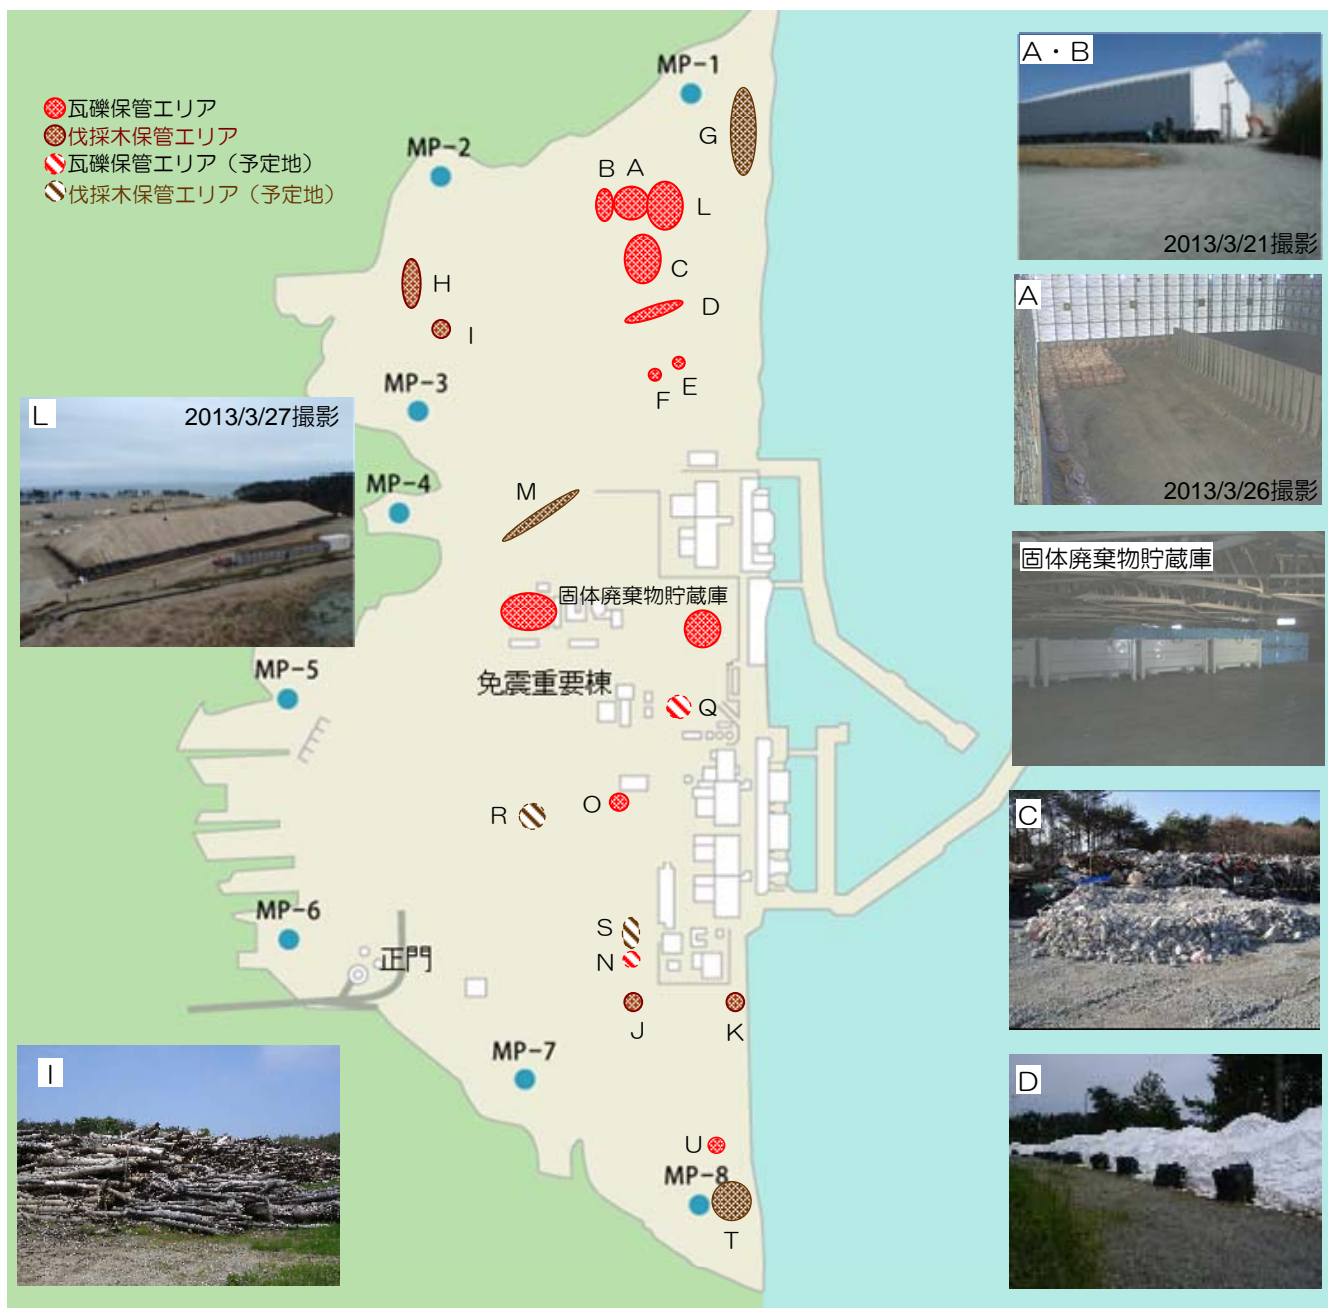 瓦礫保管エリア
伐採木保管エリア
瓦礫保管エリア（予定地）
伐採木保管エリア（予定地）
MP-1
G
MP-2
B
A
L
C
H
D
I
E
F
MP-3
L
2013/3/27撮影
MP-4
M
固体廃棄物貯蔵庫
MP-5
免震重要棟
Q
O
R
MP-6
S
正門
N
J
K
MP-7
I
U
MP-8
T
A・B
2013/3/21撮影
A
2013/3/26撮影
固体廃棄物貯蔵庫
C
D